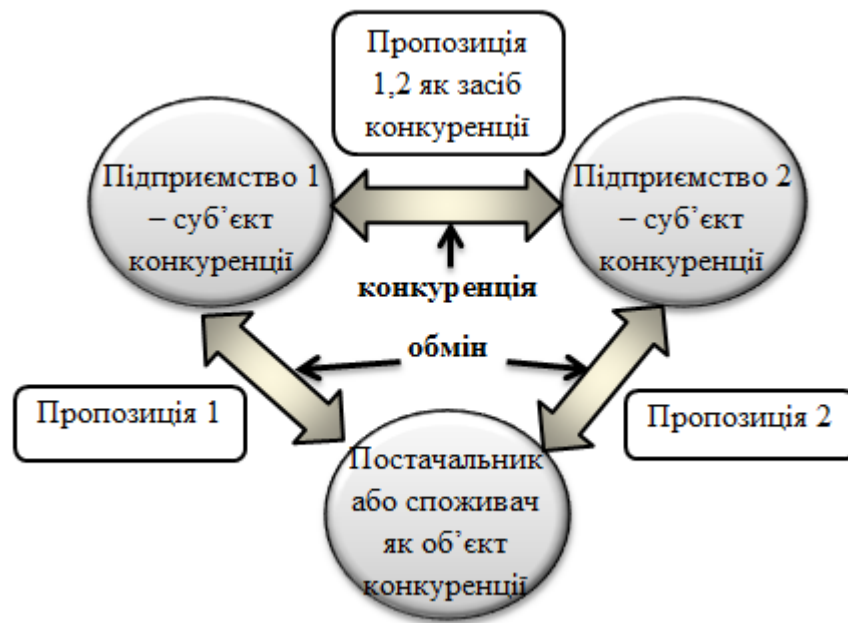 Пропозиція
1,2 як засіб
конкуренції
Підприємство 1
– суб’єкт
конкуренції
Підприємство 2
– суб’єкт
конкуренції
конкуренція
обмін
Пропозиція 1
Пропозиція 2
Постачальник
або споживач
як об’єкт
конкуренції